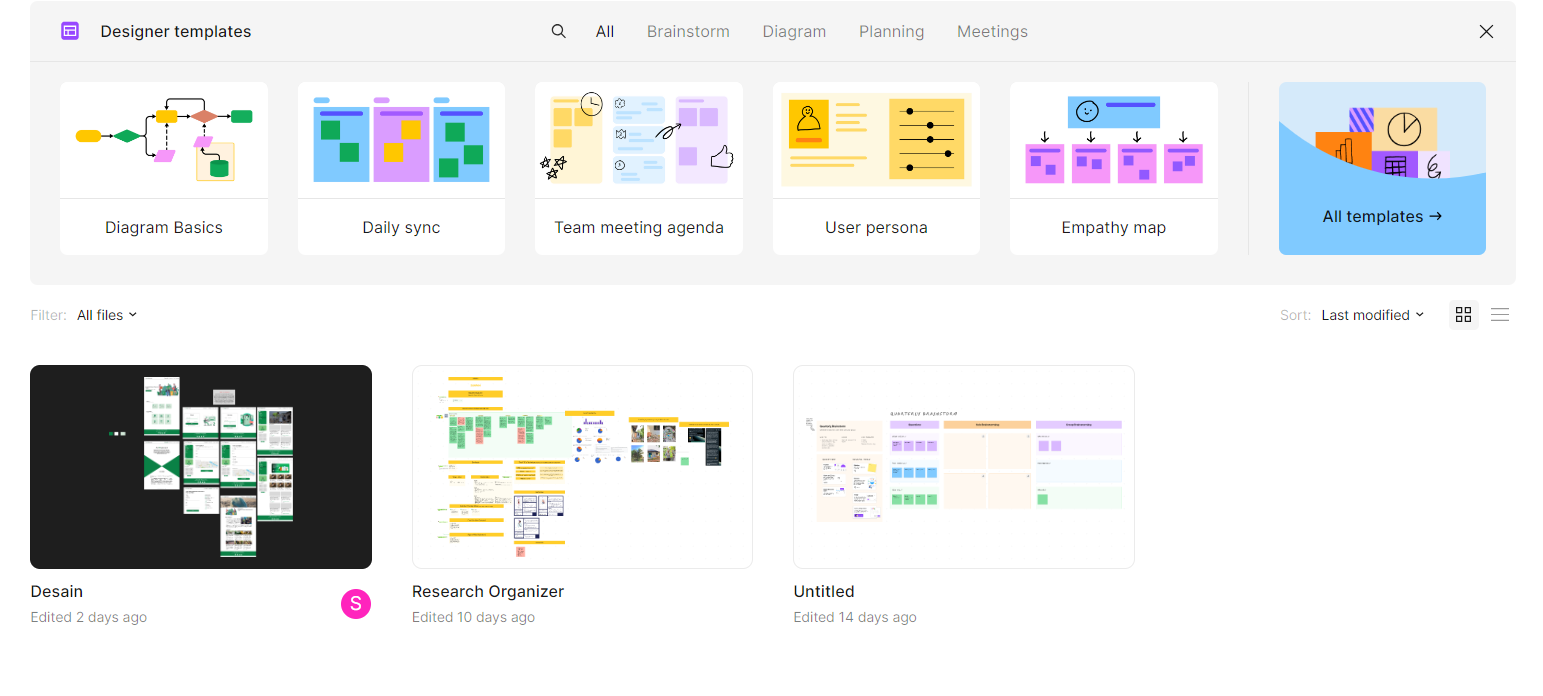 Designer templates
All
Brainstorm
Diagram
Planning
Meetings
Diagram Basics
Daily sync
Team meeting agenda
User persona
Empathy map
All templates →
Filter: All files
Sort: Last modified
QUARTERLY BRAINSTORM
Desain
Edited 2 days ago
S
Research Organizer
Edited 10 days ago
Untitled
Edited 14 days ago